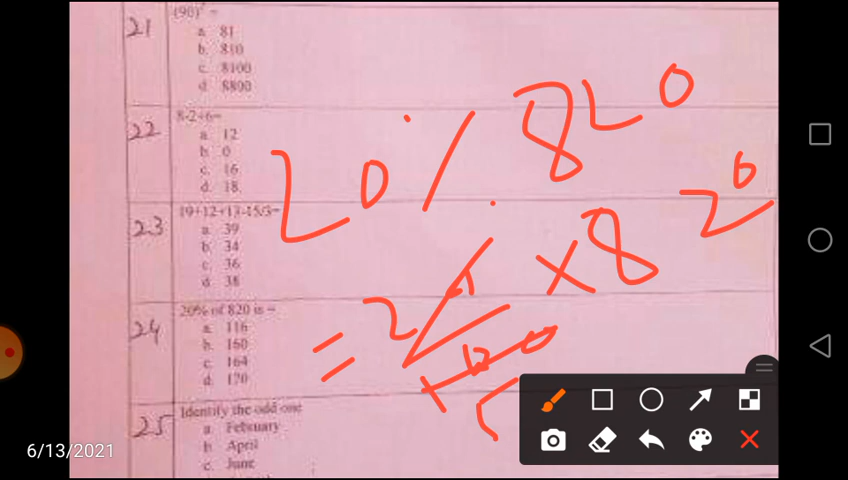 21
(90)² =
a. 81
b. 810
c. 8100
d. 8800
22
8-2+6=
a. 12
b. 0
c. 16
d. 18
20% 820
23
19+12+13-15/3=
a. 39
b. 34
c. 36
d. 38
× 820
24
20% of 820 is =
a. 116
b. 160
c. 164
d. 170
=
5
25
Identify the odd one
a. February
b. April
c. June
6/13/2021